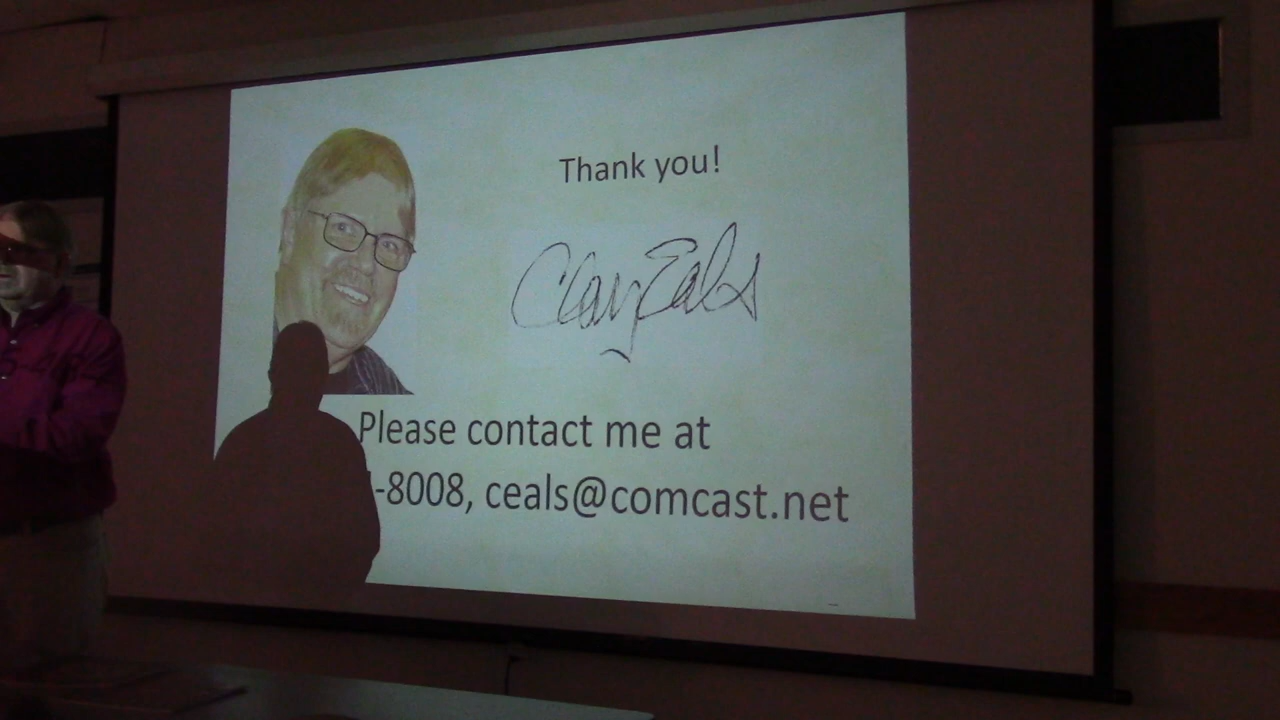 Thank you!
Clay Eals
Please contact me at
-8008, ceals@comcast.net